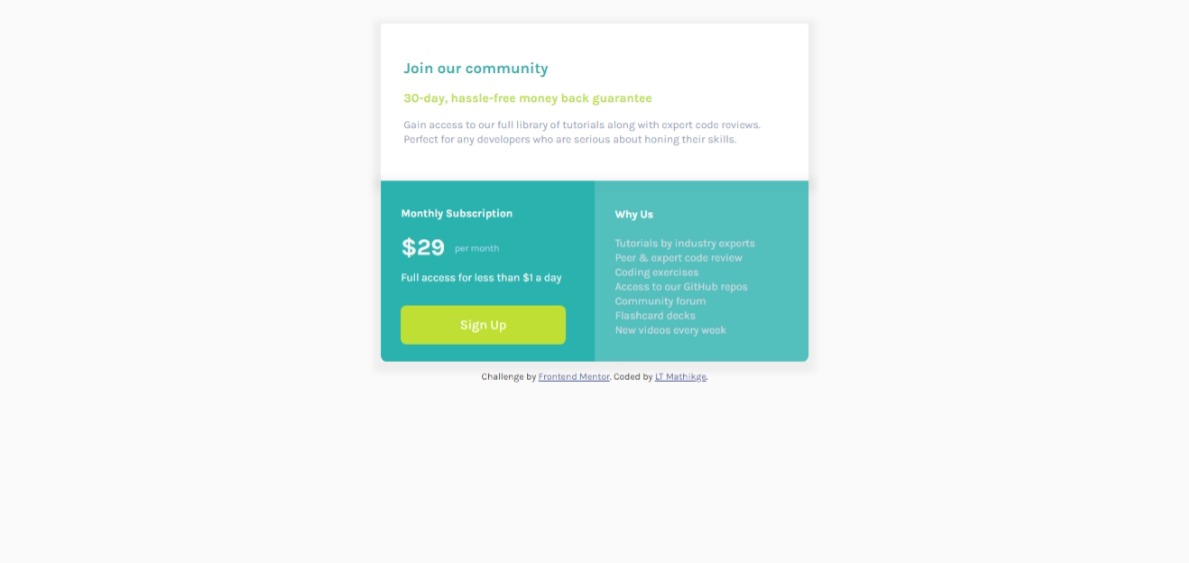 Join our community
30-day, hassle-free money back guarantee
Gain access to our full library of tutorials along with expert code reviews.
Perfect for any developers who are serious about honing their skills.
Monthly Subscription
$29 per month
Full access for less than $1 a day
Sign Up
Why Us
Tutorials by industry experts
Peer & expert code review
Coding exercises
Access to our GitHub repos
Community forum
Flashcard decks
New videos every week
Challenge by Frontend Mentor. Coded by LT Mathikge.